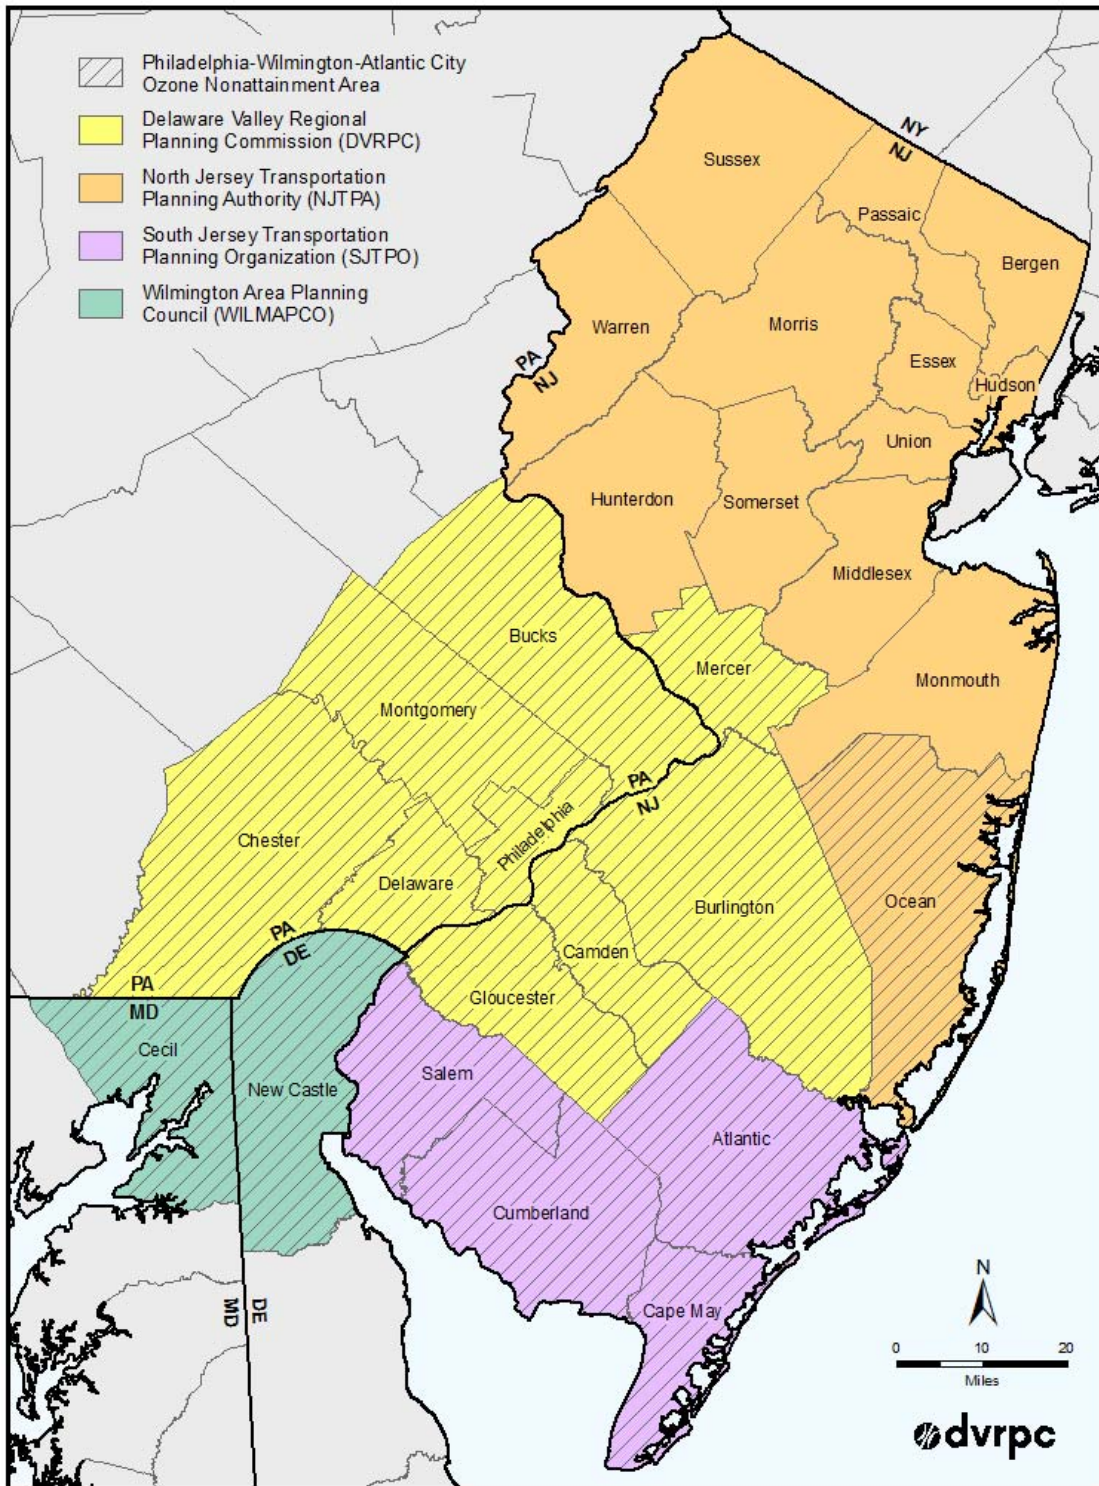 Philadelphia-Wilmington-Atlantic City
Ozone Nonattainment Area
Delaware Valley Regional
Planning Commission (DVRPC)
North Jersey Transportation
Planning Authority (NJTPA)
South Jersey Transportation
Planning Organization (SJTPO)
Wilmington Area Planning
Council (WILMAPCO)
NY
NJ
Sussex
Passaic
Bergen
Warren
Morris
Essex
PA
NJ
Hudson
Union
Hunterdon
Somerset
Middlesex
Bucks
Mercer
Monmouth
Montgomery
PA
NJ
Philadelphia
Chester
Delaware
Ocean
Burlington
PA
DE
Camden
PA
MD
Gloucester
Cecil
Salem
New Castle
Atlantic
Cumberland
Cape May
MD
DE
N
0 10 20
Miles
dvrpc